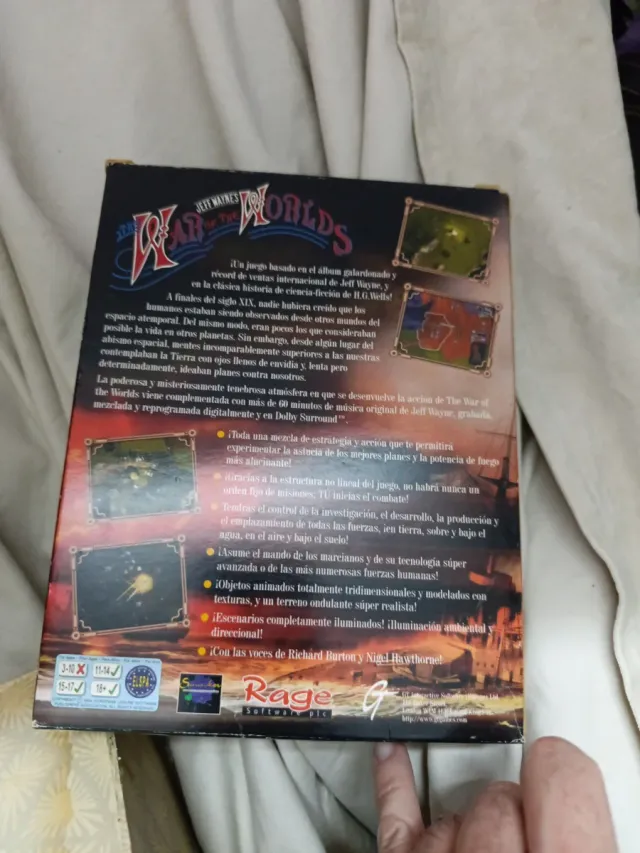 JEFF WAYNE'S
THE WAR OF THE WORLDS
¡Un juego basado en el álbum galardonado y
récord de ventas internacional de Jeff Wayne, y
en la clásica historia de ciencia-ficción de H.G.Wells!
A finales del siglo XIX, nadie hubiera creído que los
humanos estaban siendo observados desde otros mundos del
espacio atemporal. Del mismo modo, eran pocos los que consideraban
posible la vida en otros planetas. Sin embargo, desde algún lugar del
abismo espacial, mentes incomparablemente superiores a las nuestras
contemplaban la Tierra con ojos llenos de envidia y, lenta pero
determinadamente, ideaban planes contra nosotros.
La poderosa y misteriosamente tenebrosa atmósfera en que se desenvuelve la acción de The War of
the Worlds viene complementada con más de 60 minutos de música original de Jeff Wayne, grabada,
mezclada y reprogramada digitalmente y en Dolby Surround™.
¡Toda una mezcla de estrategia y acción que te permitirá
experimentar la astucia de los mejores planes y la potencia de fuego
más alucinante!
¡Gracias a la estructura no lineal del juego, no habrá nunca un
orden fijo de misiones, TÚ inicias el combate!
Tendrás el control de la investigación, el desarrollo, la producción y
el emplazamiento de todas las fuerzas, ¡en tierra, sobre y bajo el
agua, en el aire y bajo el suelo!
¡Asume el mando de los marcianos y de su tecnología súper
avanzada o de las más numerosas fuerzas humanas!
¡Objetos animados totalmente tridimensionales y modelados con
texturas, y un terreno ondulante súper realista!
¡Escenarios completamente iluminados! ¡Iluminación ambiental y
direccional!
¡Con las voces de Richard Burton y Nigel Hawthorne!
3-10 11-14
15-17 18+
ELSPA
Rage
Software plc
GT Interactive Software
http://www.gtgames.com